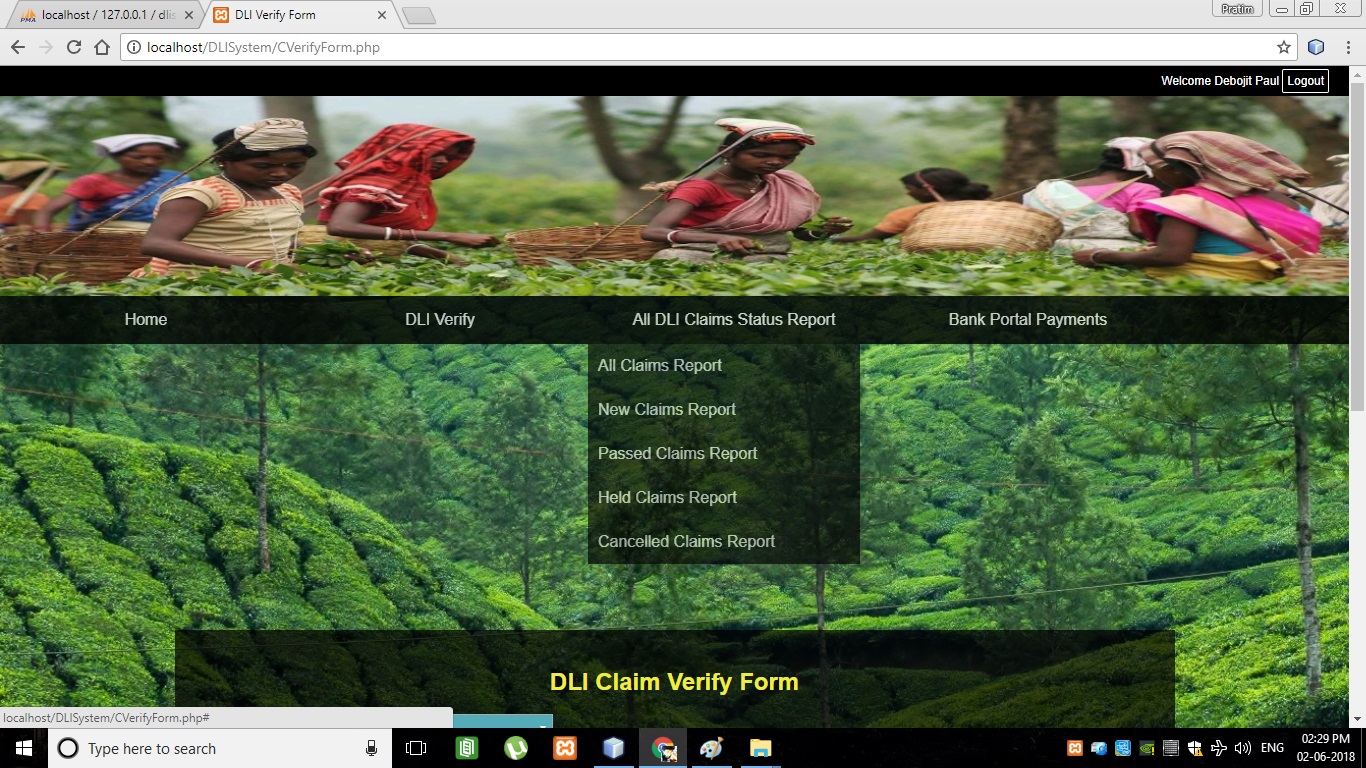 localhost / 127.0.0.1 / dlis
DLI Verify Form
Pratim
localhost/DLISystem/CVerifyForm.php
Welcome Debojit Paul Logout
Home DLI Verify All DLI Claims Status Report Bank Portal Payments
All Claims Report
New Claims Report
Passed Claims Report
Held Claims Report
Cancelled Claims Report
DLI Claim Verify Form
localhost/DLISystem/CVerifyForm.php#
Type here to search
ENG
02:29 PM
02-06-2018